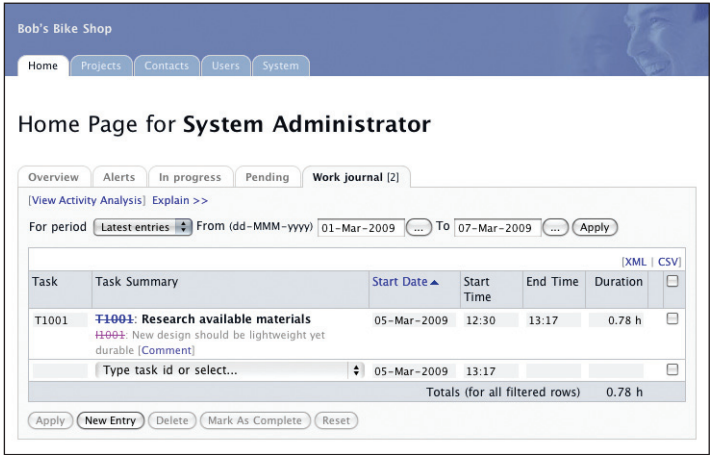 Bob's Bike Shop
Home Projects Contacts Users System
Home Page for System Administrator
Overview Alerts In progress Pending Work journal [2]
[View Activity Analysis] Explain >>
For period Latest entries From (dd-MMM-yyyy) 01-Mar-2009 ... To 07-Mar-2009 ... Apply
[XML | CSV]
Task Task Summary Start Date Start Time End Time Duration
T1001 T1001: Research available materials 05-Mar-2009 12:30 13:17 0.78 h
I1001: New design should be lightweight yet
durable [Comment]
Type task id or select... 05-Mar-2009 13:17
Totals (for all filtered rows) 0.78 h
Apply New Entry Delete Mark As Complete Reset